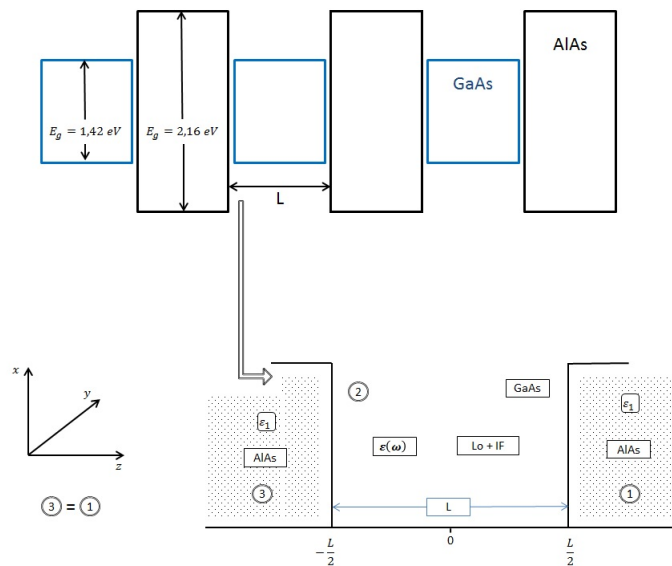 AlAs
GaAs
E_g = 1,42 eV
E_g = 2,16 eV
L
x
y
z
③ = ①
②
GaAs
ε₁
ε₁
ε(ω)
Lo + IF
AlAs
AlAs
③
L
①
-L/2
0
L/2